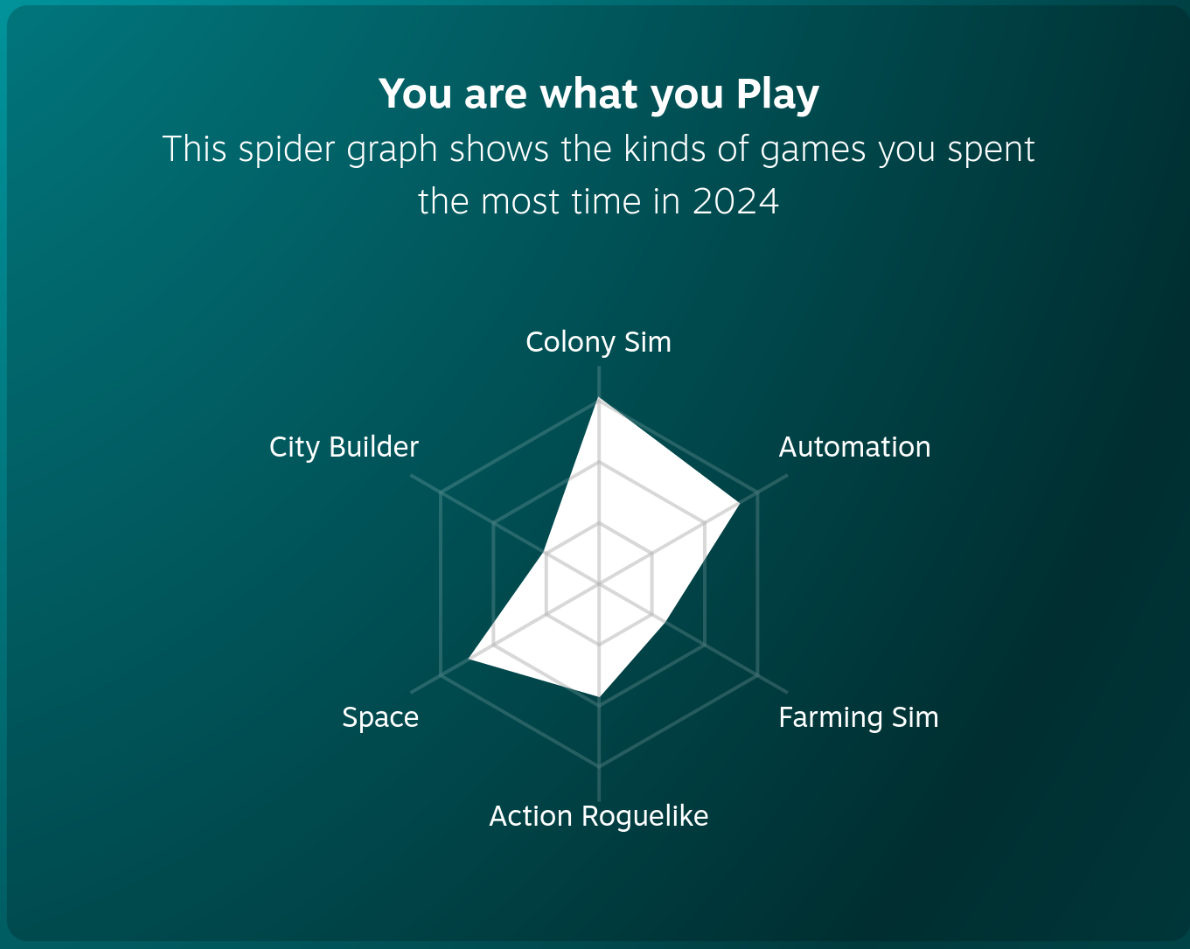 You are what you Play
This spider graph shows the kinds of games you spent
the most time in 2024
Colony Sim
City Builder
Automation
Space
Farming Sim
Action Roguelike